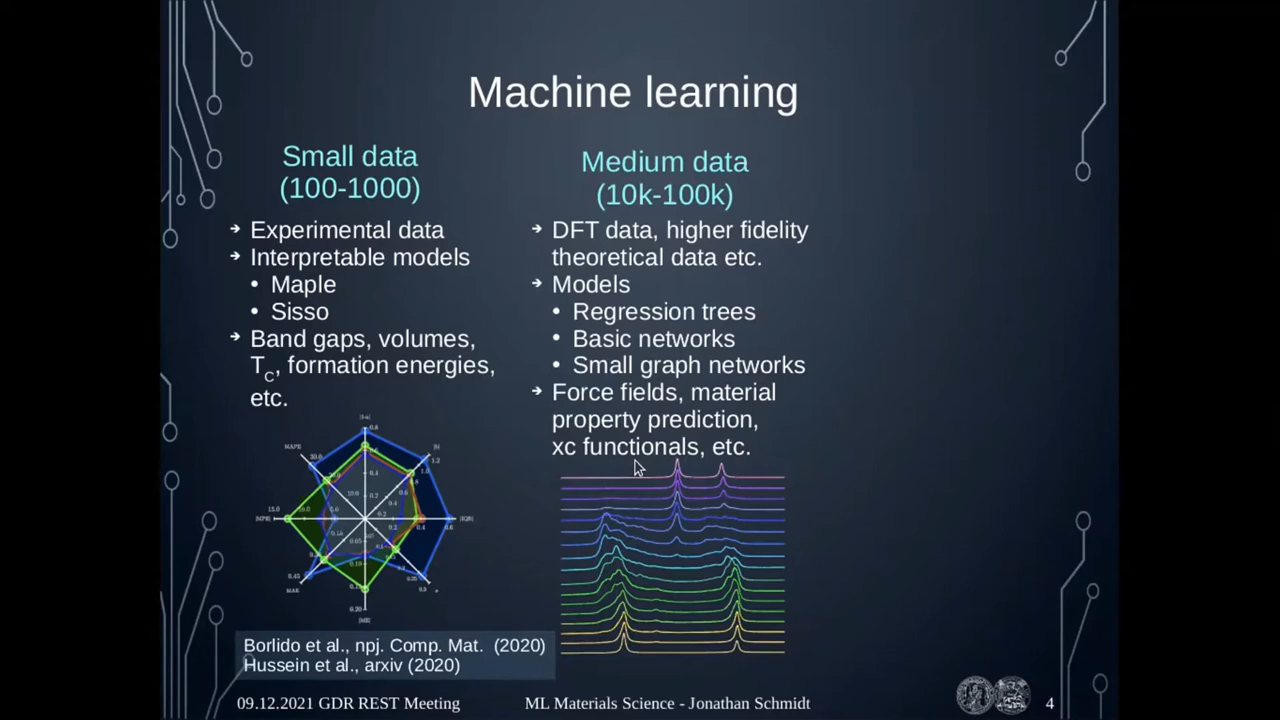 Machine learning
Small data
(100-1000)
Experimental data
Interpretable models
Maple
Sisso
Band gaps, volumes,
TC, formation energies,
etc.
Medium data
(10k-100k)
DFT data, higher fidelity
theoretical data etc.
Models
Regression trees
Basic networks
Small graph networks
Force fields, material
property prediction,
xc functionals, etc.
MAPE
MAE
Borlido et al., npj. Comp. Mat. (2020)
Hussein et al., arxiv (2020)
09.12.2021 GDR REST Meeting
ML Materials Science - Jonathan Schmidt
4